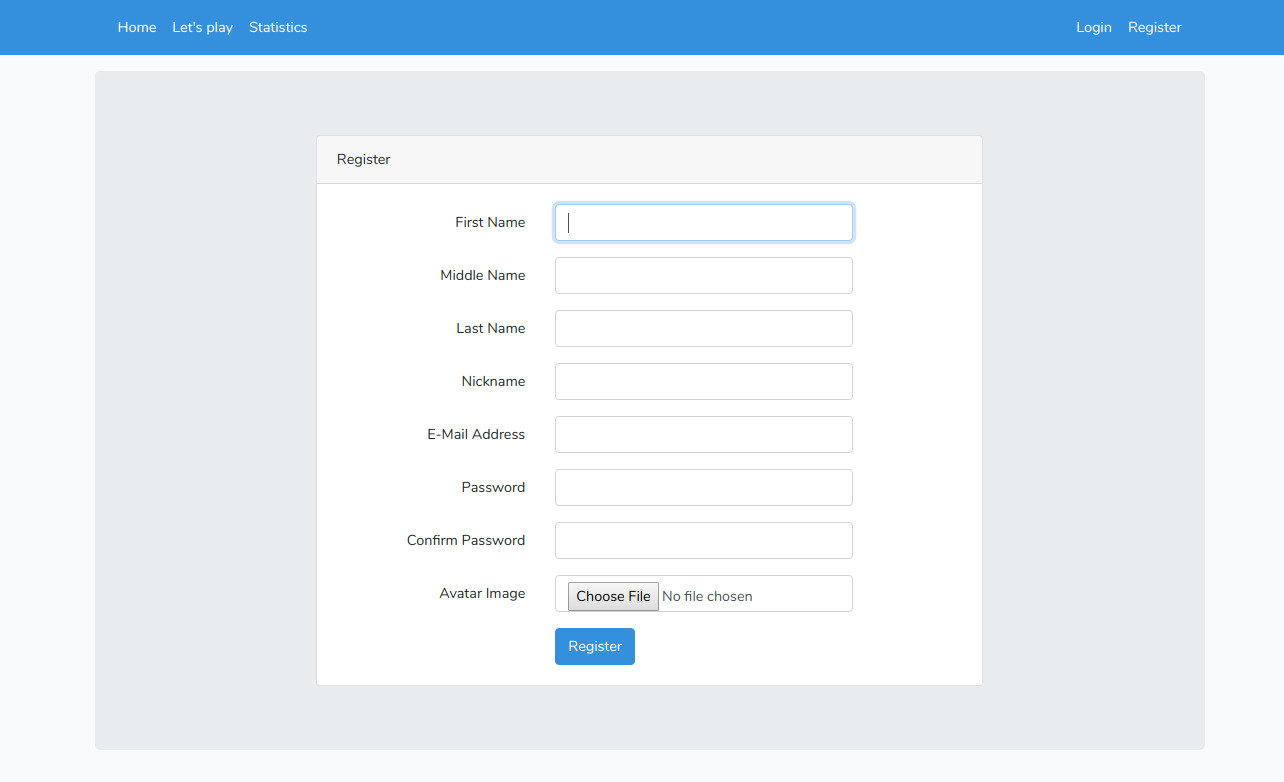 Home Let's play Statistics Login Register
Register
First Name
Middle Name
Last Name
Nickname
E-Mail Address
Password
Confirm Password
Avatar Image Choose File No file chosen
Register